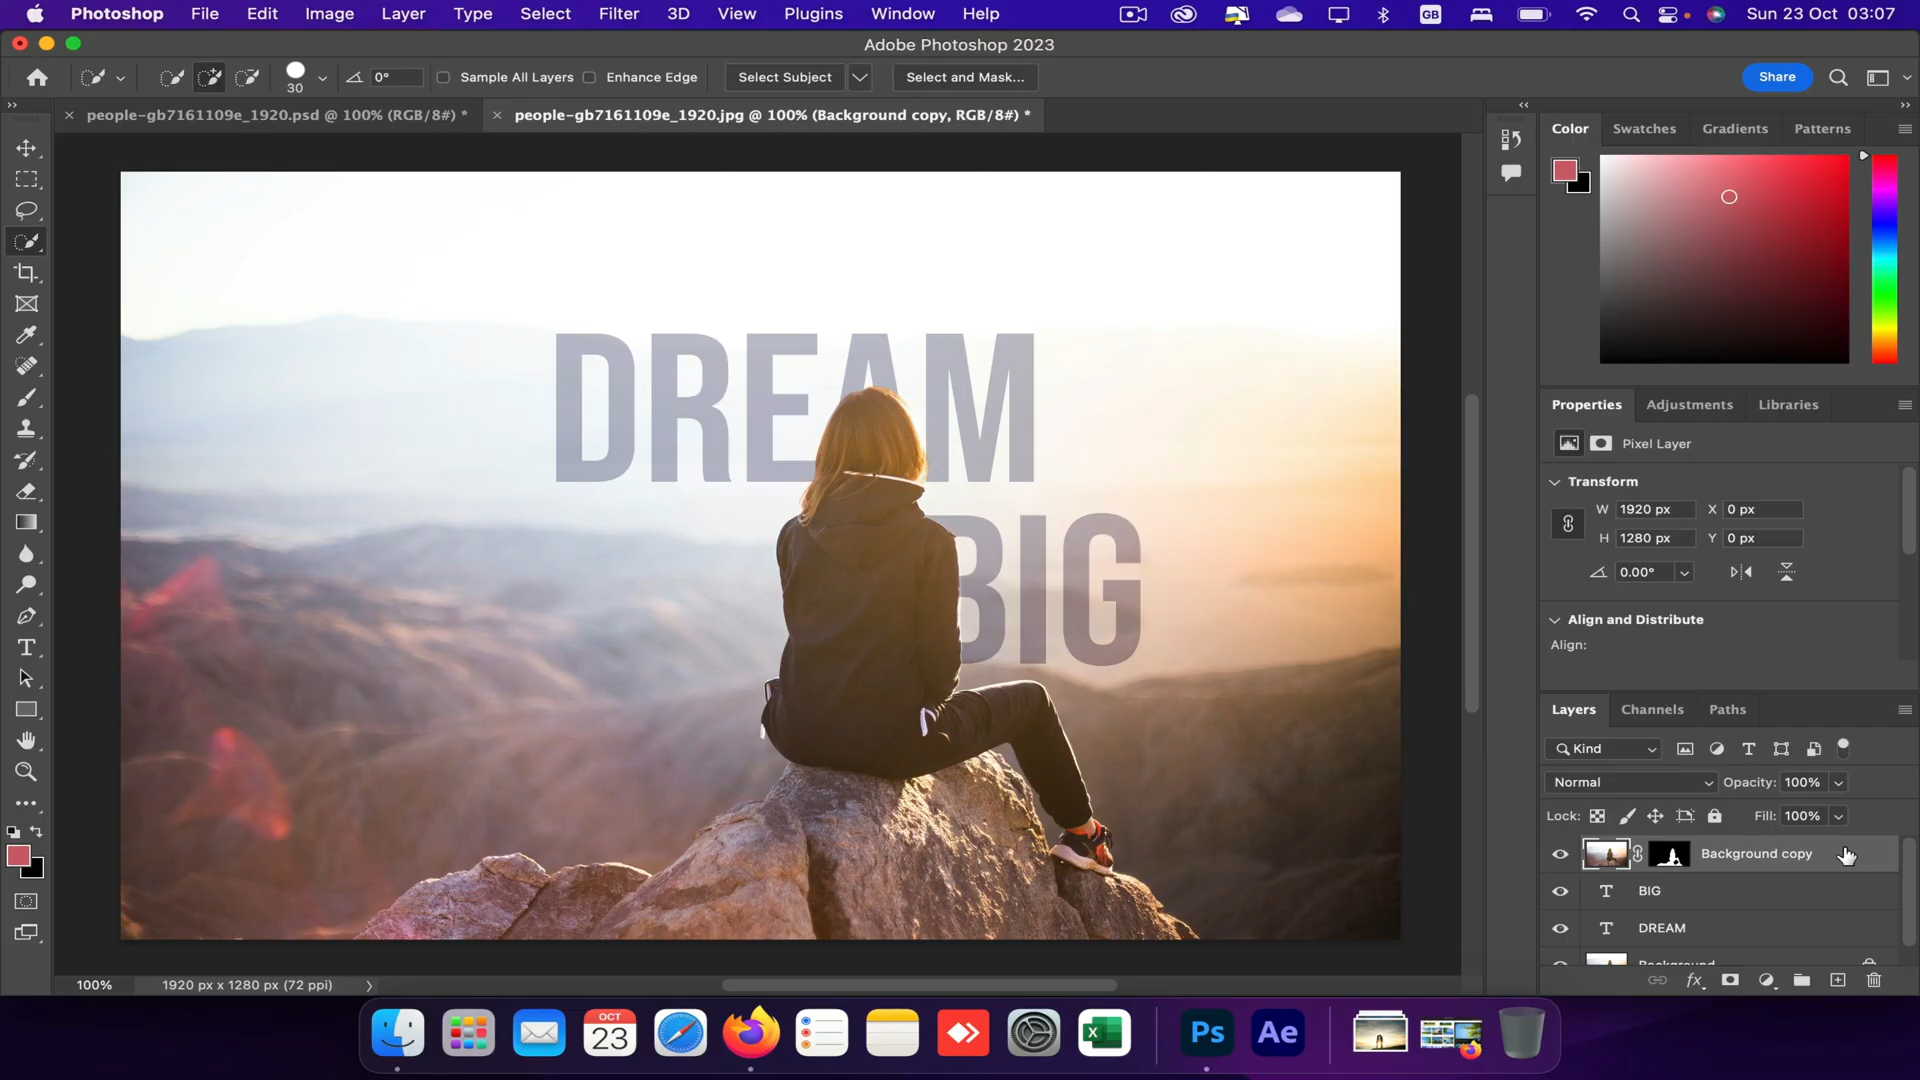 Photoshop File Edit Image Layer Type Select Filter 3D View Plugins Window Help GB Sun 23 Oct 03:07
Adobe Photoshop 2023
30 0° Sample All Layers Enhance Edge Select Subject Select and Mask... Share
people-gb7161109e_1920.psd @ 100% (RGB/8#) * people-gb7161109e_1920.jpg @ 100% (Background copy, RGB/8#) *
Color Swatches Gradients Patterns
DREAM
BIG
Properties Adjustments Libraries
Pixel Layer
Transform
W 1920 px X 0 px
H 1280 px Y 0 px
0.00°
Align and Distribute
Align:
Layers Channels Paths
Kind
Normal Opacity: 100%
Lock: Fill: 100%
Background copy
T BIG
T DREAM
Background
100% 1920 px x 1280 px (72 ppi)
fx
OCT
23
Ps Ae